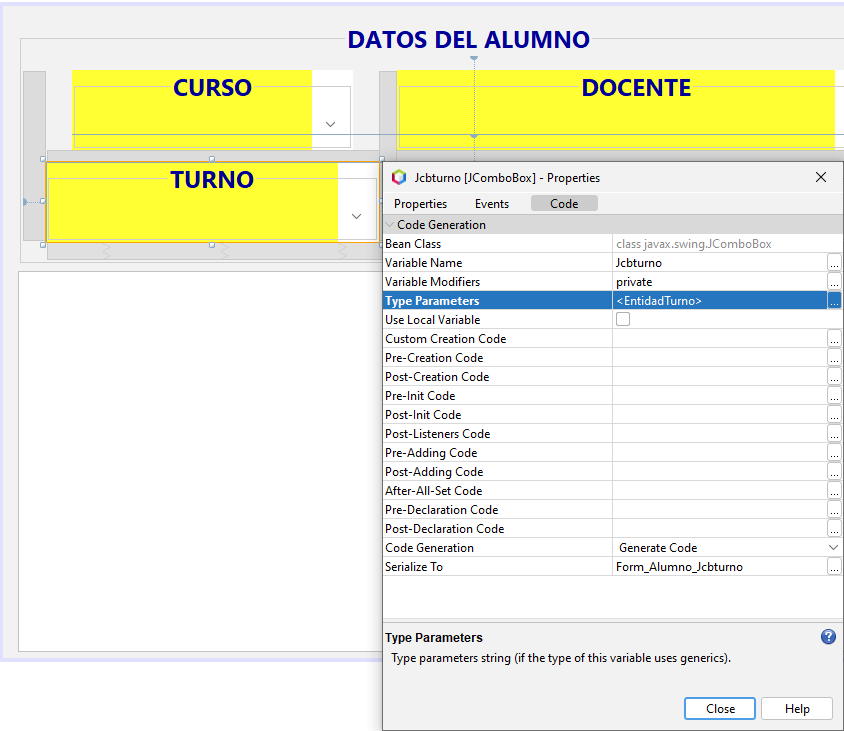 DATOS DEL ALUMNO
CURSO
DOCENTE
TURNO
Jcbturno [JComboBox] - Properties
Properties Events Code
Code Generation
Bean Class class javax.swing.JComboBox
Variable Name Jcbturno ...
Variable Modifiers private ...
Type Parameters <EntidadTurno> ...
Use Local Variable
Custom Creation Code ...
Pre-Creation Code ...
Post-Creation Code ...
Pre-Init Code ...
Post-Init Code ...
Post-Listeners Code ...
Pre-Adding Code ...
Post-Adding Code ...
After-All-Set Code ...
Pre-Declaration Code ...
Post-Declaration Code ...
Code Generation Generate Code
Serialize To Form_Alumno_Jcbturno ...
Type Parameters ?
Type parameters string (if the type of this variable uses generics).
Close Help